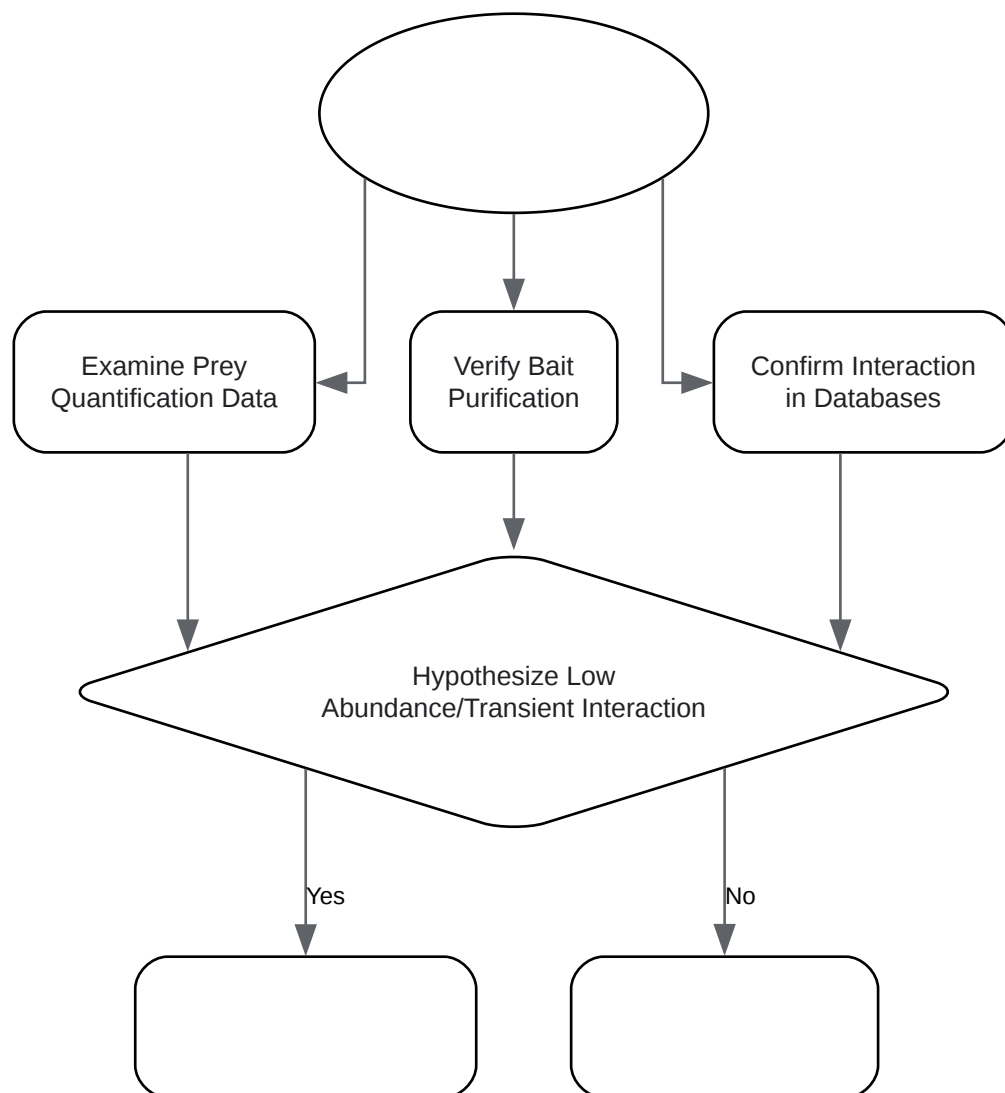 Examine Prey
Quantification Data
Verify Bait
Purification
Confirm Interaction
in Databases
Hypothesize Low
Abundance/Transient Interaction
Yes
No